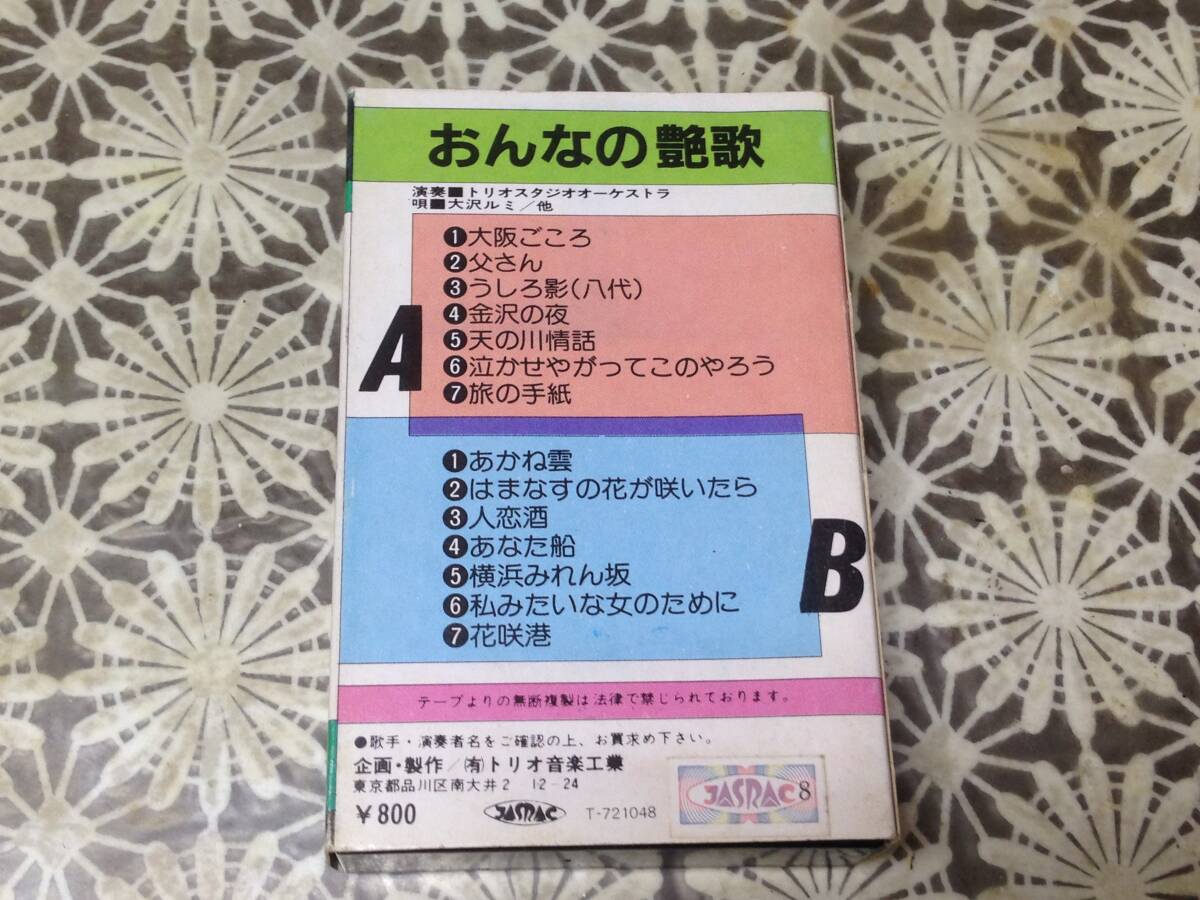 おんなの艶歌
演奏■トリオスタジオオーケストラ
唄■大沢ルミ／他
A
❶大阪ごころ
❷父さん
❸うしろ影(八代)
❹金沢の夜
❺天の川情話
❻泣かせやがってこのやろう
❼旅の手紙
B
❶あかね雲
❷はまなすの花が咲いたら
❸人恋酒
❹あなた船
❺横浜みれん坂
❻私みたいな女のために
❼花咲港
テープよりの無断複製は法律で禁じられております。
●歌手・演奏者名をご確認の上、お買求め下さい。
企画・製作／(有)トリオ音楽工業
東京都品川区南大井2 12-24
¥800 JASRAC T-721048
JASRAC 8